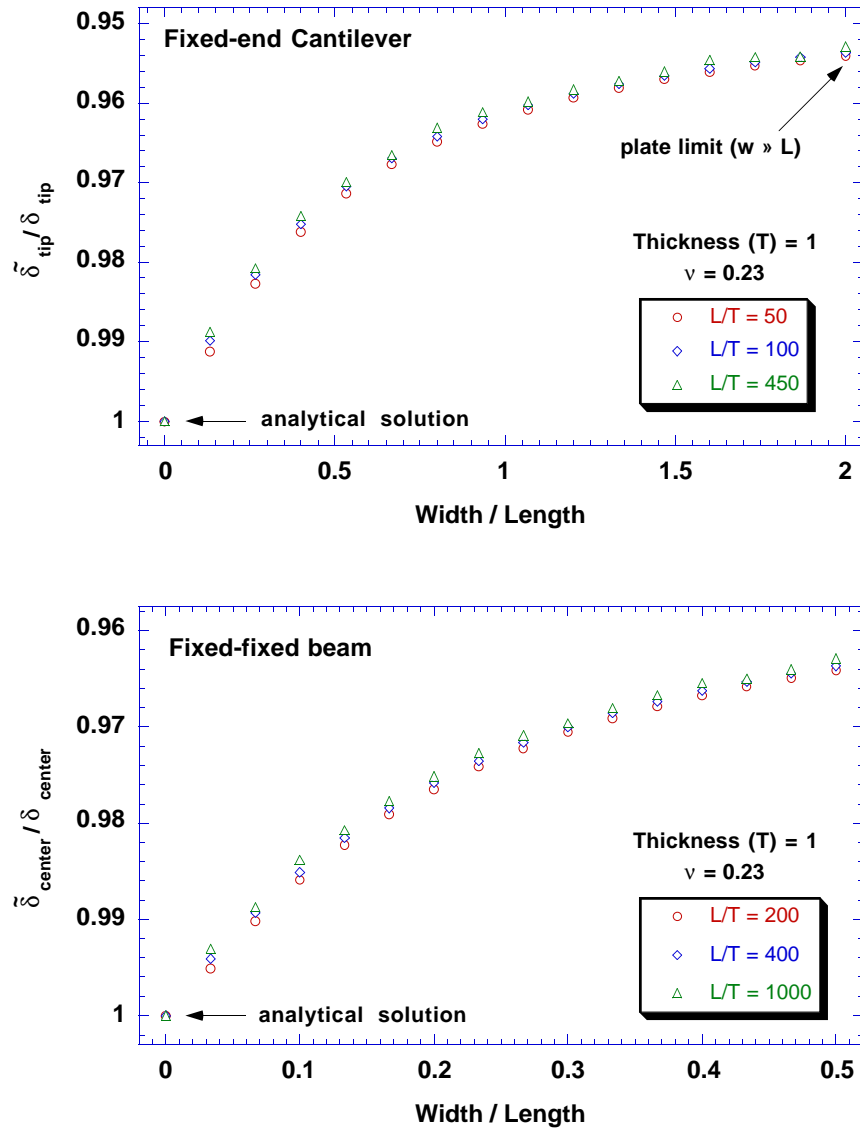 Fixed-end Cantilever
0.95
0.96
0.97
0.98
0.99
1
δ̃ tip / δ tip
plate limit (w » L)
Thickness (T) = 1
ν = 0.23
L/T = 50
L/T = 100
L/T = 450
analytical solution
0 0.5 1 1.5 2
Width / Length
Fixed-fixed beam
0.96
0.97
0.98
0.99
1
δ̃ center / δ center
Thickness (T) = 1
ν = 0.23
L/T = 200
L/T = 400
L/T = 1000
analytical solution
0 0.1 0.2 0.3 0.4 0.5
Width / Length